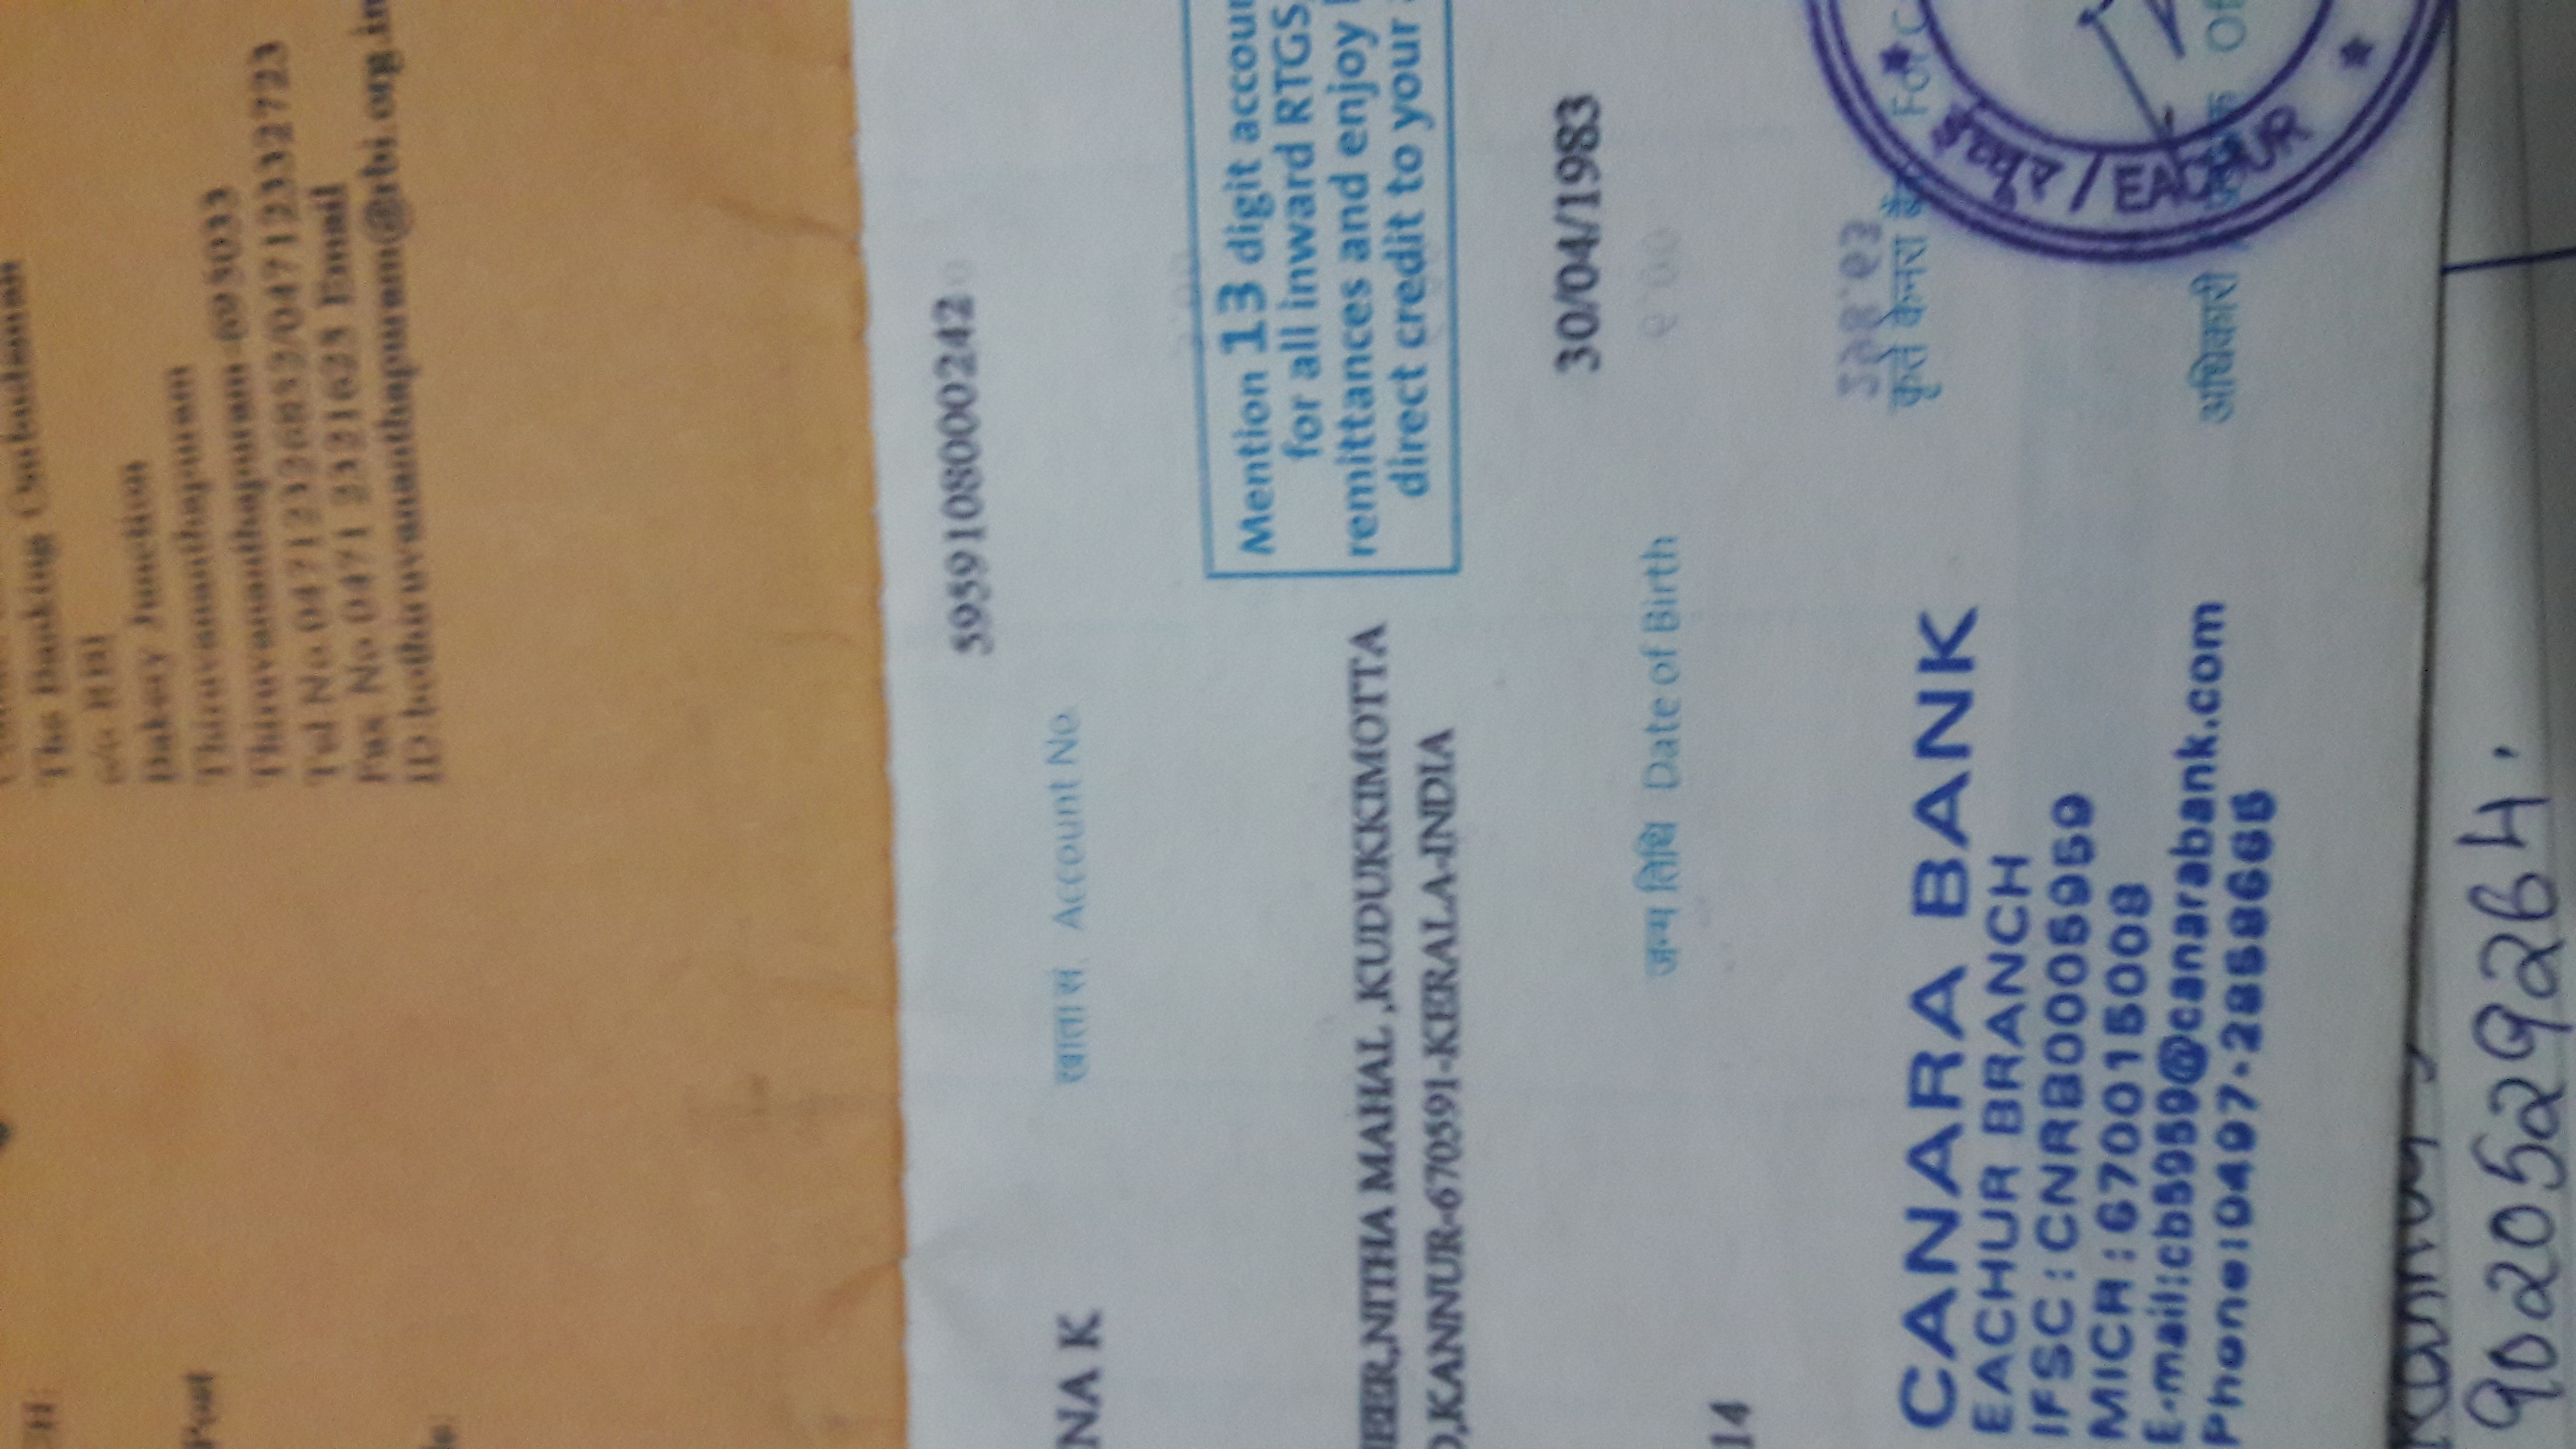 CH:
The Banking Ombudsman
c/o RBI
Bakery Junction
Post
Thiruvananthapuram
Thiruvananthapuram-695033
Tel No.04712326852/04712332723
Fax No 0471 2321625 Email
ID:bothiruvananthapuram@rbi.org.in
5959108000242
NA K
खाता सं. Account No.
Mention 13 digit accou
for all inward RTGS,
remittances and enjoy
direct credit to your
EER,NITHA MAHAL ,KUDUKKIMOTTA
,KANNUR-670591-KERALA-INDIA
30/04/1983
जन्म तिथि Date of Birth
14
कृते केनरा बैंक For C
CANARA BANK
EACHUR BRANCH
IFSC:CNRB0005959
MICR:670015008
E-mail:cb5959@canarabank.com
Phone:0497-2858665
अधिकारी
EACHUR
Kannur
9020529264.